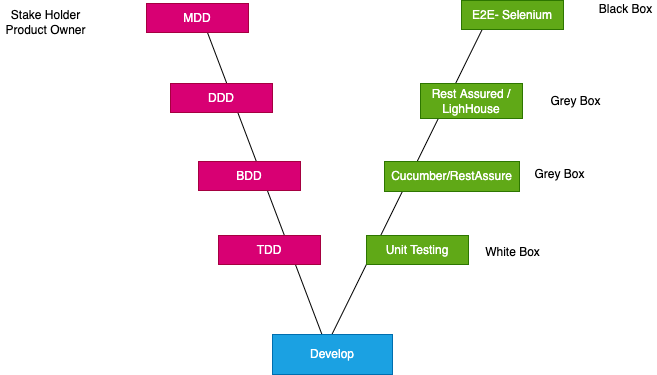 Stake Holder
Product Owner
MDD
E2E- Selenium
Black Box
DDD
Rest Assured /
LighHouse
Grey Box
BDD
Cucumber/RestAssure
Grey Box
TDD
Unit Testing
White Box
Develop